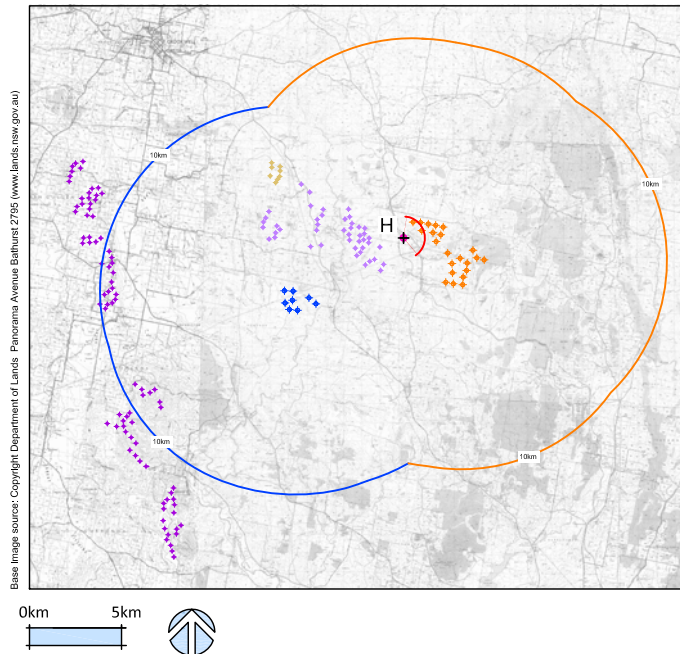 Base Image source: Copyright Department of Lands Panorama Avenue Bathurst 2795 (www.lands.nsw.gov.au)
10km
10km
H
10km
10km
0km 5km